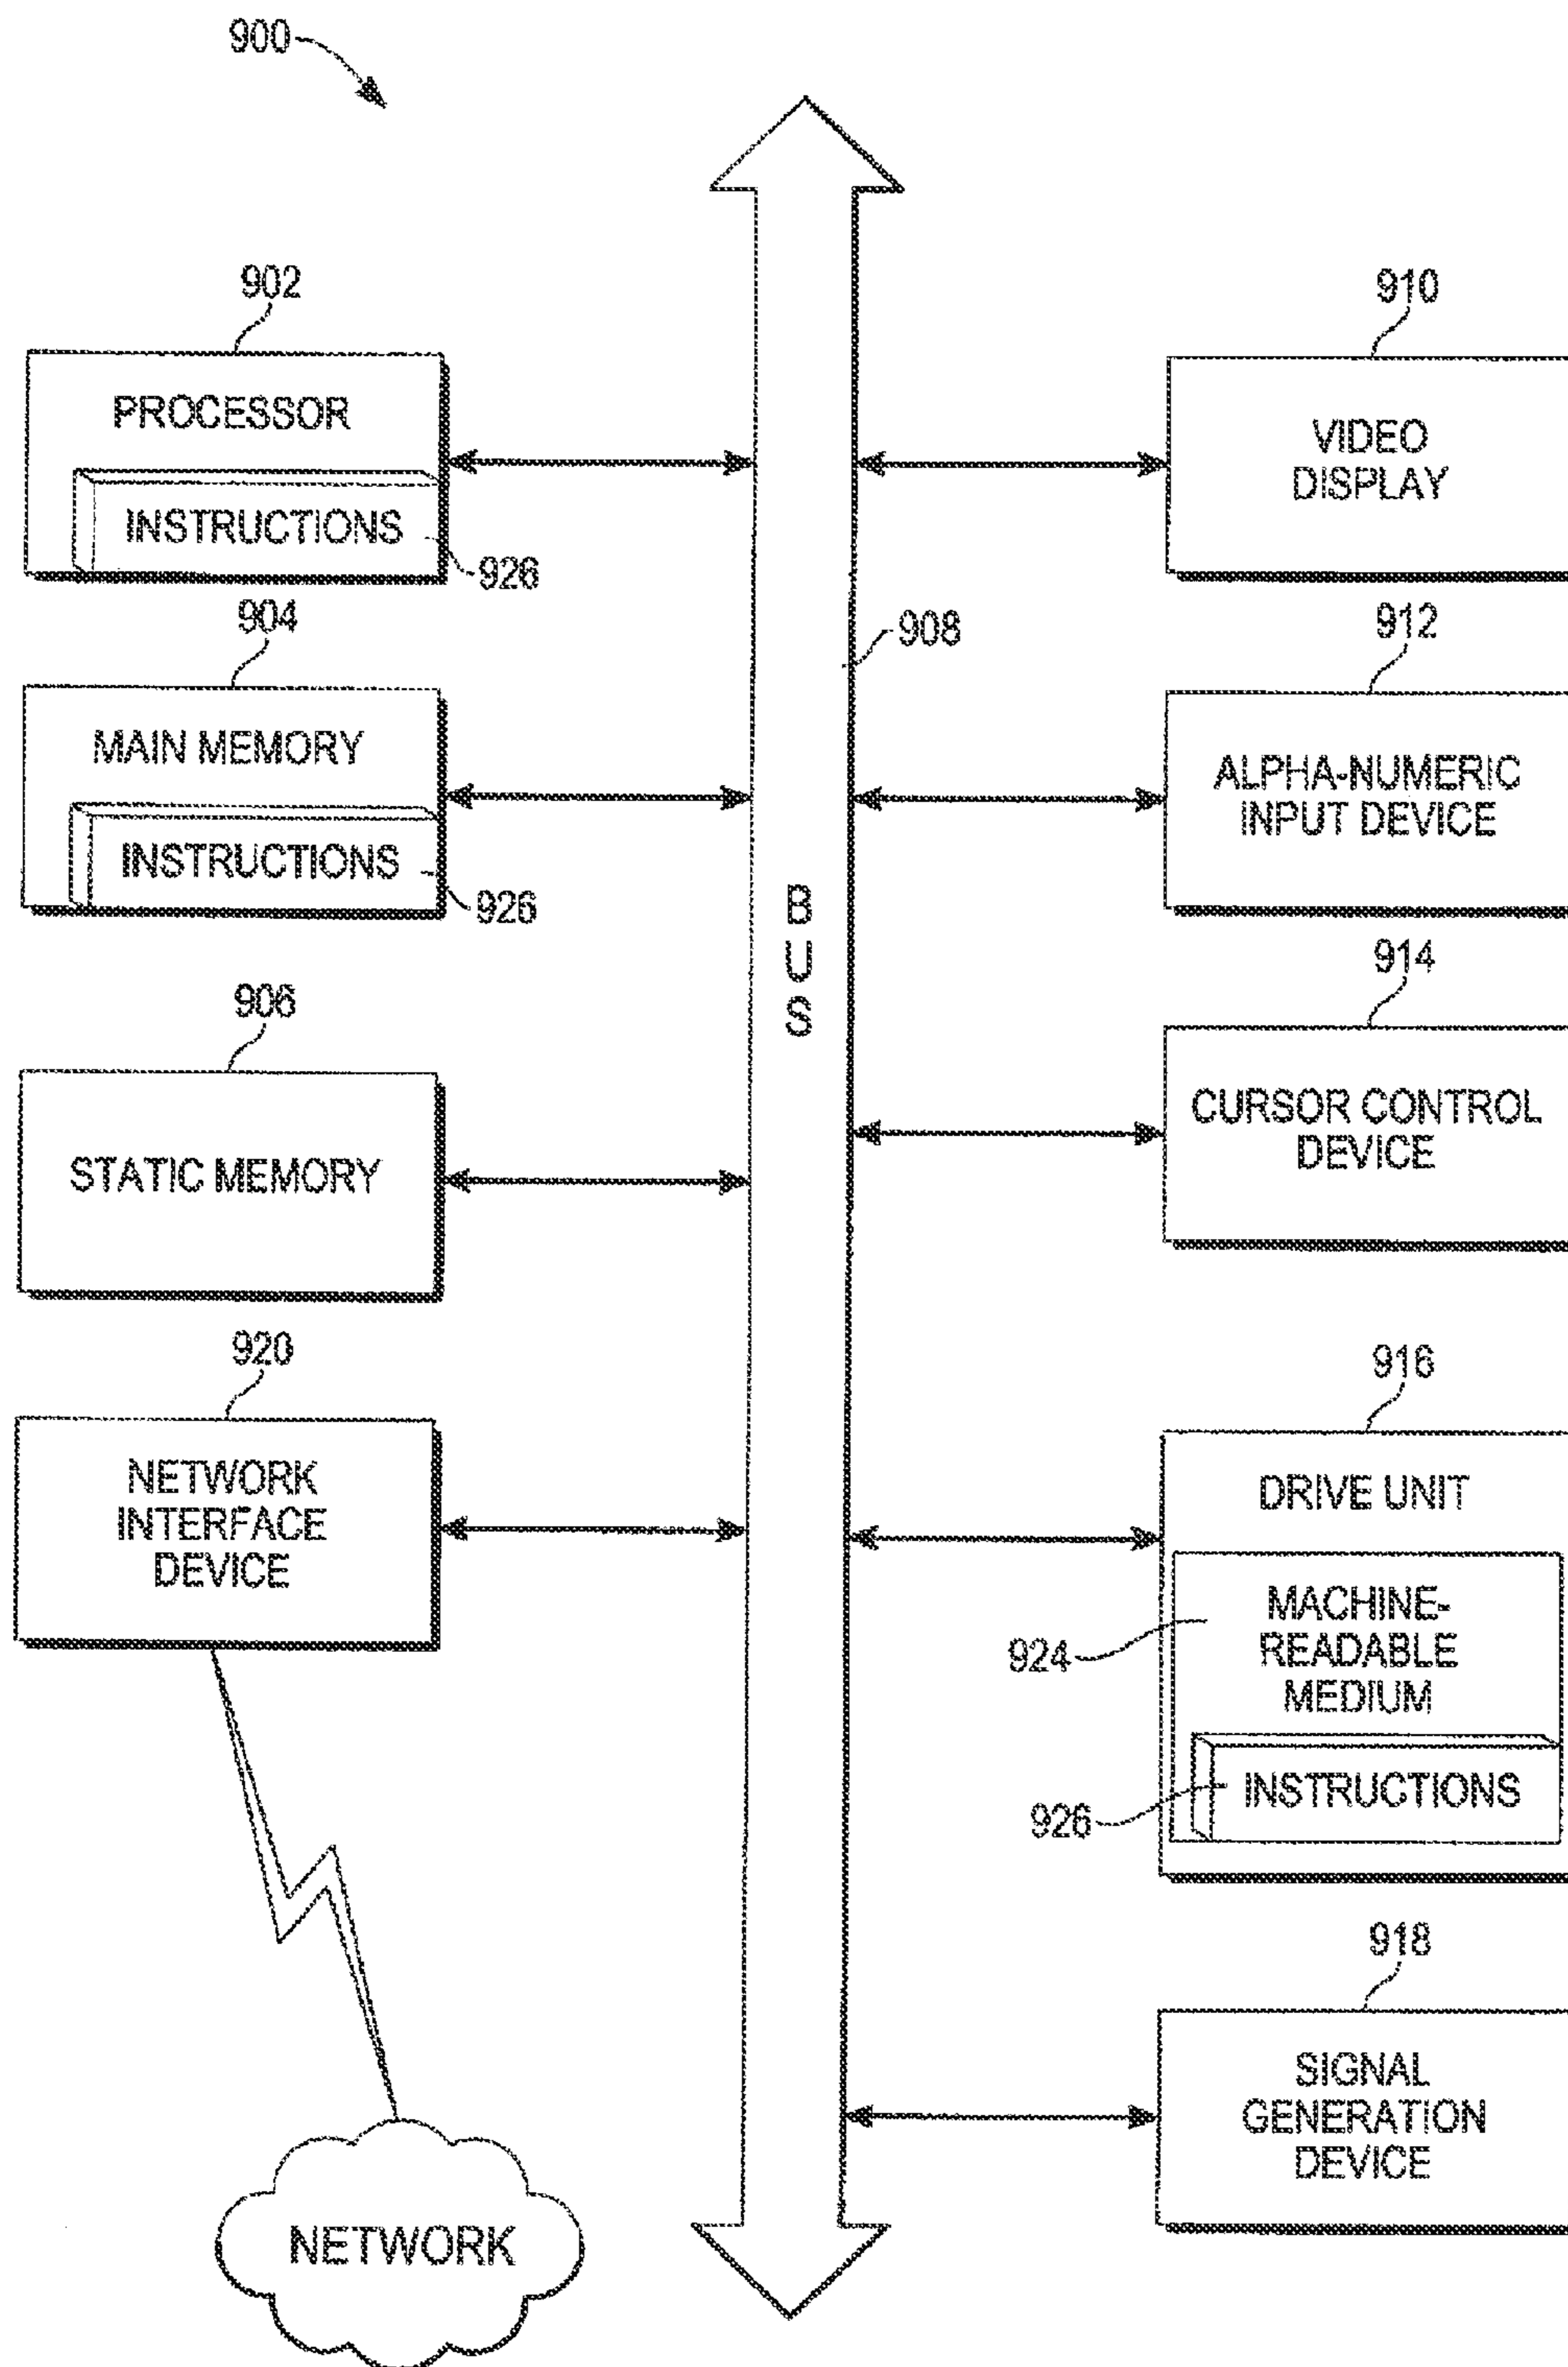 900
902
PROCESSOR
INSTRUCTIONS
926
904
MAIN MEMORY
INSTRUCTIONS
926
906
STATIC MEMORY
920
NETWORK
INTERFACE
DEVICE
NETWORK
908
B
U
S
910
VIDEO
DISPLAY
912
ALPHA-NUMERIC
INPUT DEVICE
914
CURSOR CONTROL
DEVICE
916
DRIVE UNIT
924
MACHINE-
READABLE
MEDIUM
926
INSTRUCTIONS
918
SIGNAL
GENERATION
DEVICE